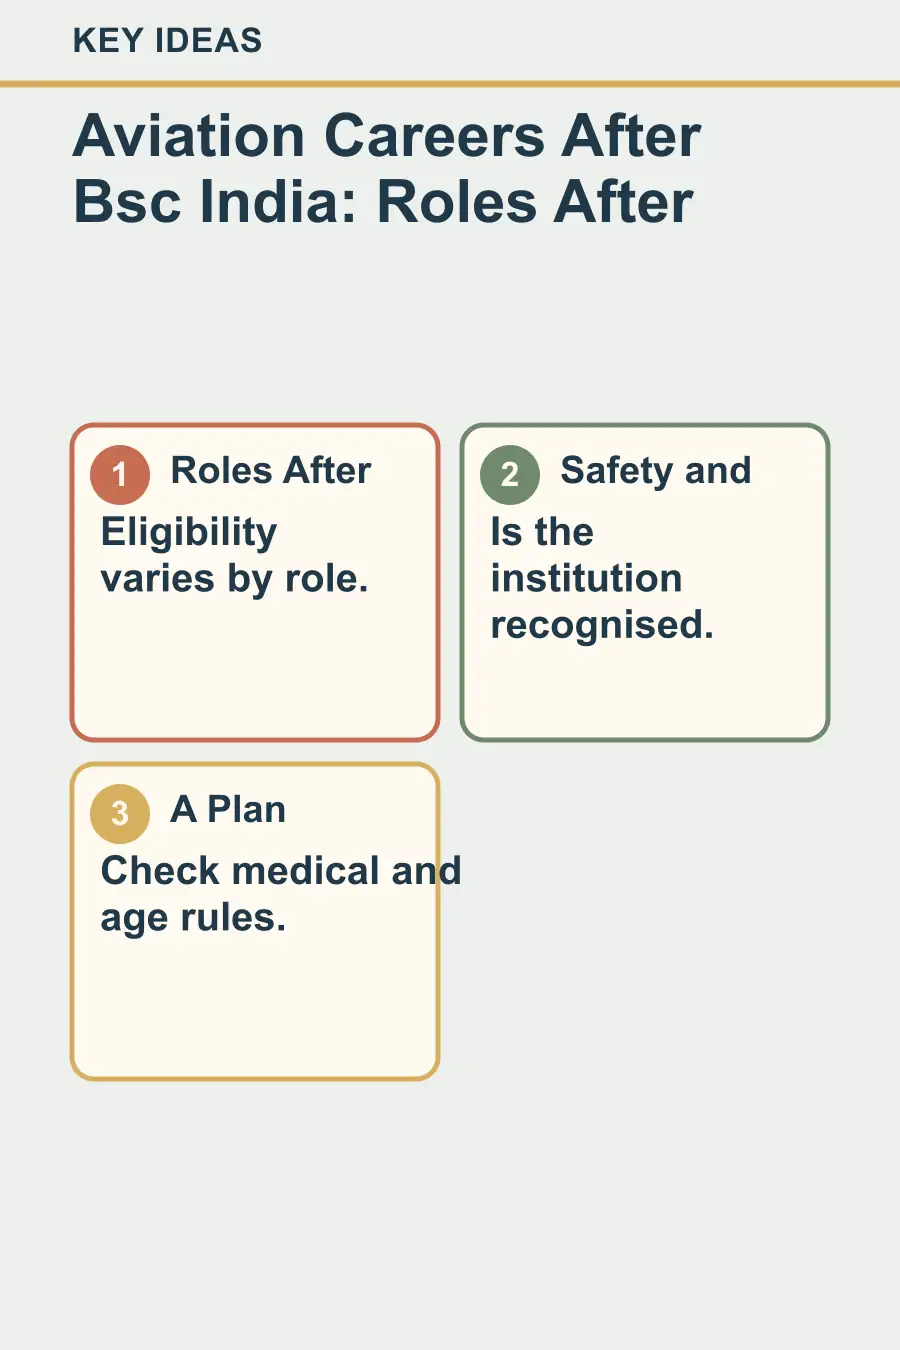 KEY IDEAS
Aviation Careers After
Bsc India: Roles After
1 Roles After
Eligibility
varies by role.
2 Safety and
Is the
institution
recognised.
3 A Plan
Check medical and
age rules.